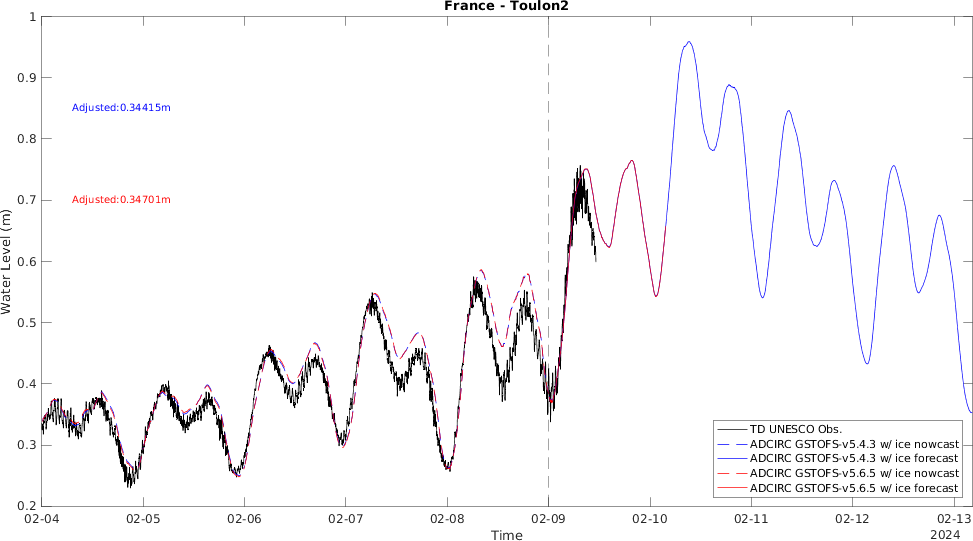 France - Toulon2
1
0.9
0.8
0.7
0.6
0.5
0.4
0.3
0.2
Water Level (m)
Adjusted:0.34415m
Adjusted:0.34701m
TD UNESCO Obs.
ADCIRC GSTOFS-v5.4.3 w/ ice nowcast
ADCIRC GSTOFS-v5.4.3 w/ ice forecast
ADCIRC GSTOFS-v5.6.5 w/ ice nowcast
ADCIRC GSTOFS-v5.6.5 w/ ice forecast
02-04 02-05 02-06 02-07 02-08 02-09 02-10 02-11 02-12 02-13
Time
2024